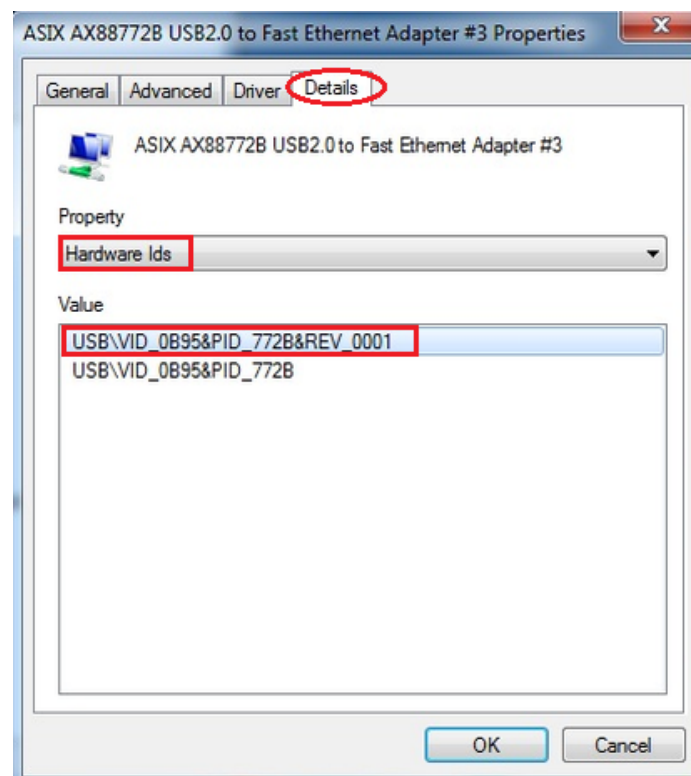 ASIX AX88772B USB2.0 to Fast Ethernet Adapter #3 Properties
General Advanced Driver Details
ASIX AX88772B USB2.0 to Fast Ethernet Adapter #3
Property
Hardware Ids
Value
USB\VID_0B95&PID_772B&REV_0001
USB\VID_0B95&PID_772B
OK Cancel